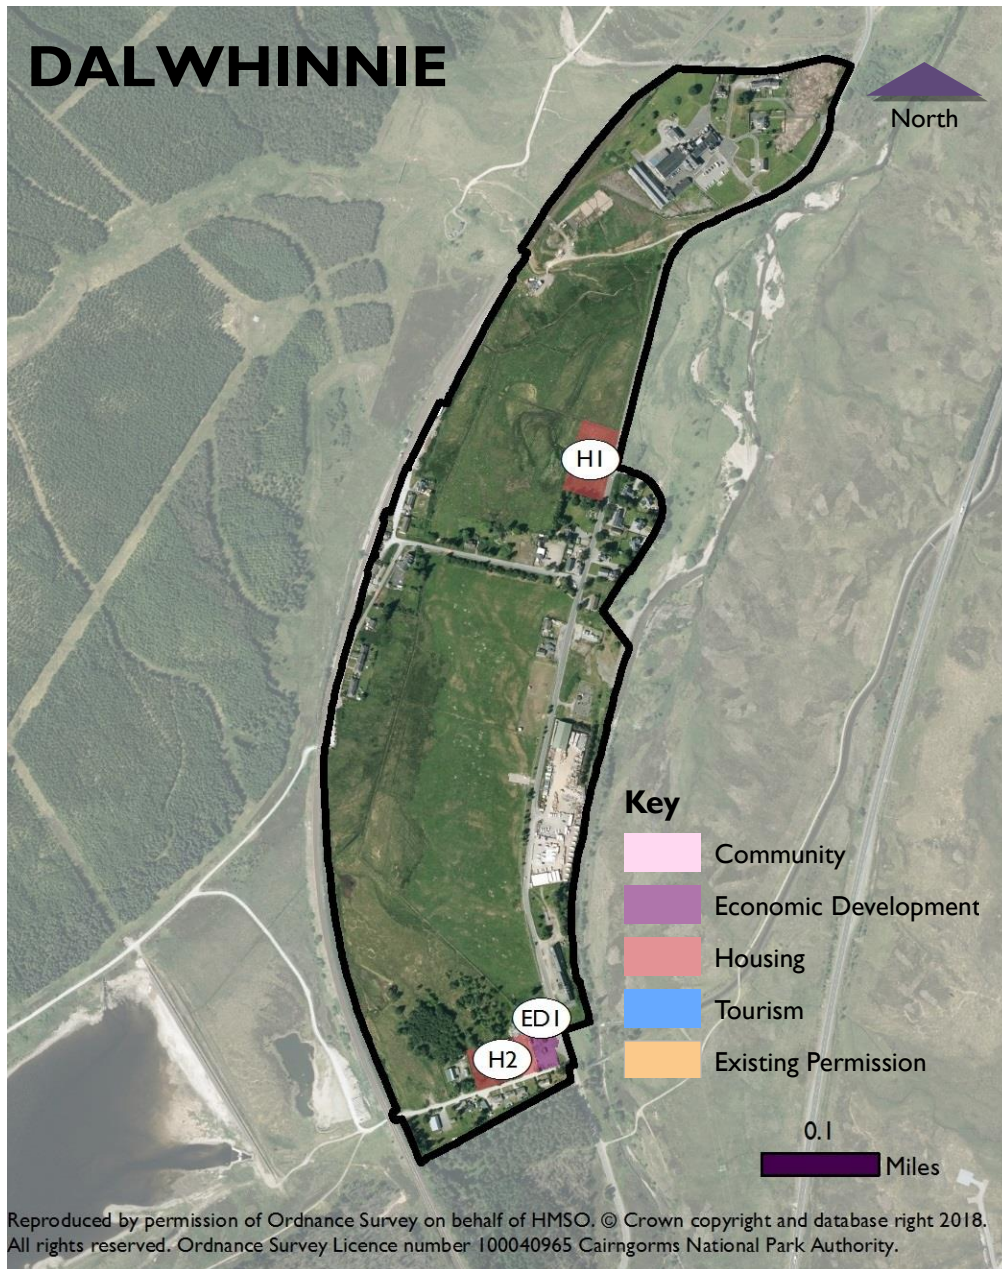 DALWHINNIE
North
H1
Key
Community
Economic Development
Housing
ED1
Tourism
H2
Existing Permission
0.1
Miles
Reproduced by permission of Ordnance Survey on behalf of HMSO. © Crown copyright and database right 2018.
All rights reserved. Ordnance Survey Licence number 100040965 Cairngorms National Park Authority.